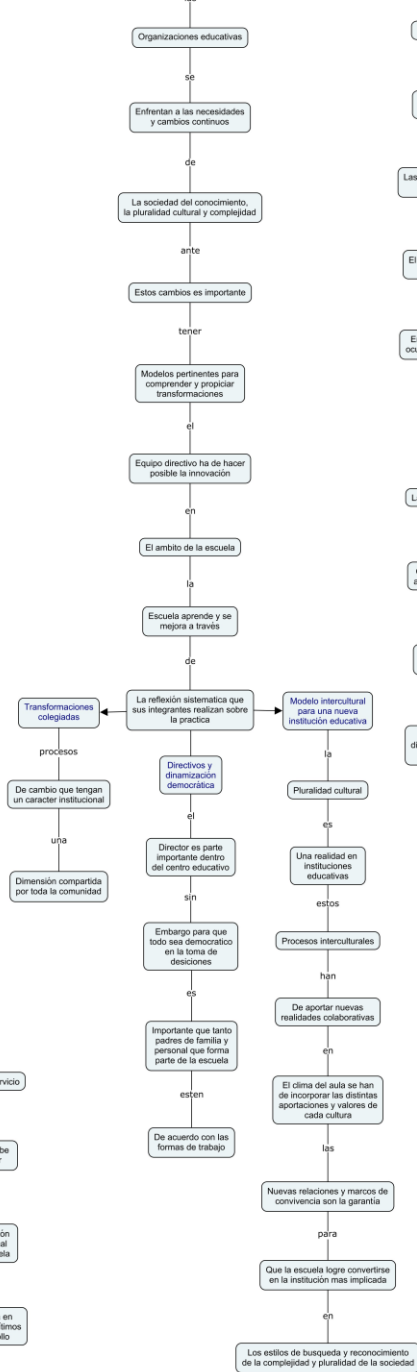 Organizaciones educativas
se
Enfrentan a las necesidades
y cambios continuos
de
La sociedad del conocimiento,
la pluralidad cultural y complejidad
ante
Estos cambios es importante
tener
Modelos pertinentes para
comprender y propiciar
transformaciones
el
Equipo directivo ha de hacer
posible la innovación
en
El ambito de la escuela
la
Escuela aprende y se
mejora a través
de
La reflexión sistematica que
sus integrantes realizan sobre
la practica
Transformaciones
colegiadas
procesos
De cambio que tengan
un caracter institucional
una
Dimensión compartida
por toda la comunidad
Directivos y
dinamización
democrática
el
Director es parte
importante dentro
del centro educativo
sin
Embargo para que
todo sea democratico
en la toma de
desiciones
es
Importante que tanto
padres de familia y
personal que forma
parte de la escuela
esten
De acuerdo con las
formas de trabajo
Modelo intercultural
para una nueva
institución educativa
la
Pluralidad cultural
es
Una realidad en
instituciones
educativas
estos
Procesos interculturales
han
De aportar nuevas
realidades colaborativas
en
El clima del aula se han
de incorporar las distintas
aportaciones y valores de
cada cultura
las
Nuevas relaciones y marcos de
convivencia son la garantía
para
Que la escuela logre convertirse
en la institución mas implicada
en
Los estilos de busqueda y reconocimiento
de la complejidad y pluralidad de la sociedad
Las
El